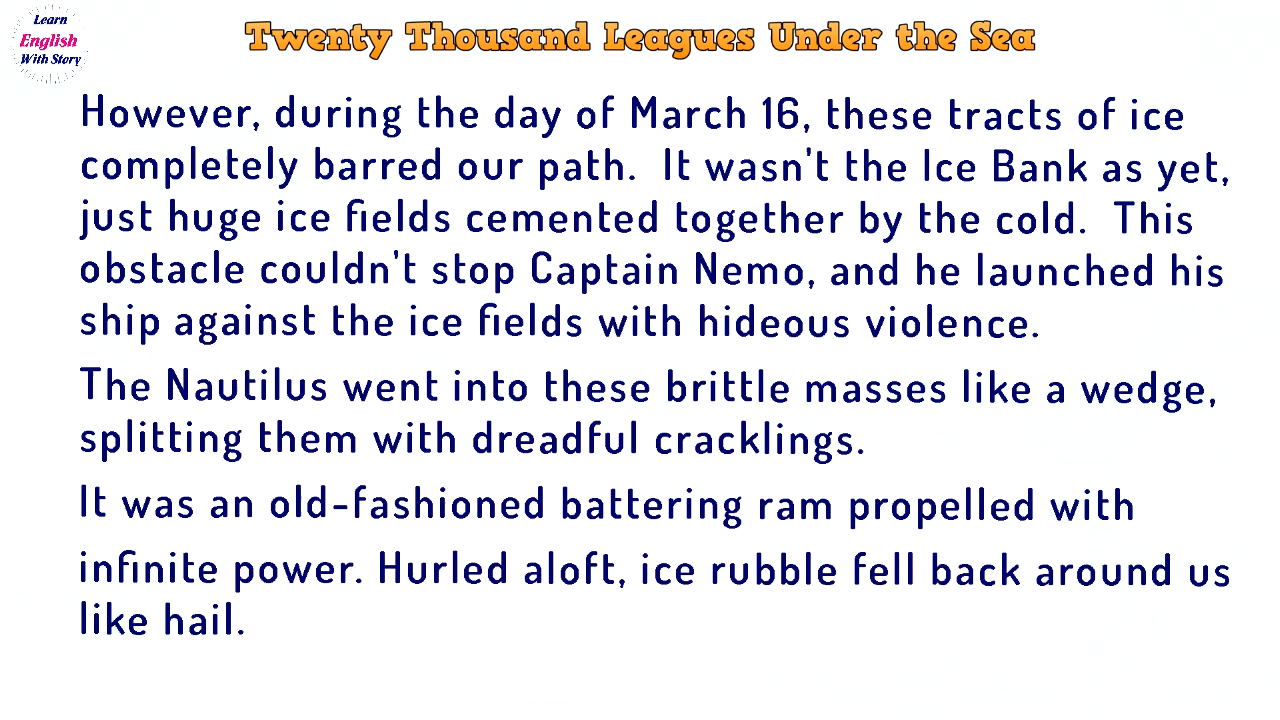 Learn
English
With Story
Twenty Thousand Leagues Under the Sea
However, during the day of March 16, these tracts of ice
completely barred our path.  It wasn't the Ice Bank as yet,
just huge ice fields cemented together by the cold.  This
obstacle couldn't stop Captain Nemo, and he launched his
ship against the ice fields with hideous violence.
The Nautilus went into these brittle masses like a wedge,
splitting them with dreadful cracklings.
It was an old-fashioned battering ram propelled with
infinite power. Hurled aloft, ice rubble fell back around us
like hail.